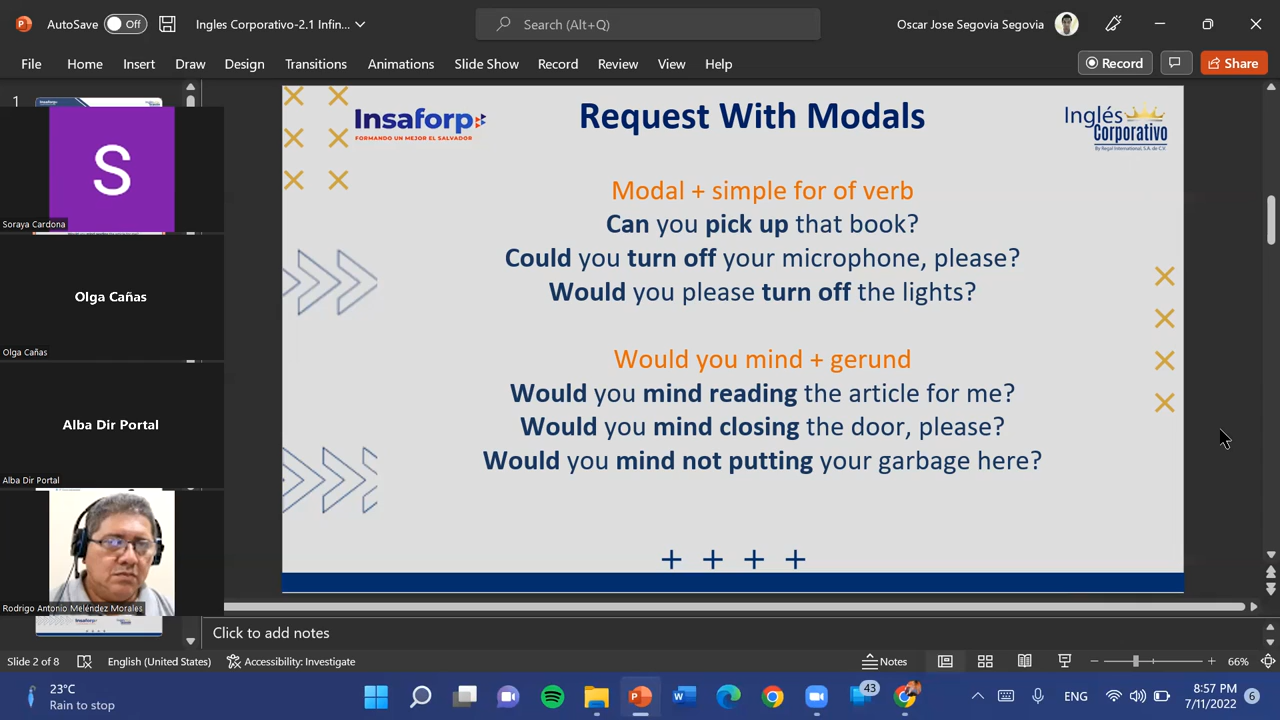 AutoSave Off Ingles Corporativo-2.1 Infin... Search (Alt+Q) Oscar Jose Segovia Segovia
File Home Insert Draw Design Transitions Animations Slide Show Record Review View Help Record Share
1
S
Soraya Cardona
Olga Cañas
Olga Cañas
Alba Dir Portal
Alba Dir Portal
Rodrigo Antonio Meléndez Morales
Insaforp
FORMANDO UN MEJOR EL SALVADOR
Request With Modals
Inglés
Corporativo
By Regal International, S.A. de C.V.
Modal + simple for of verb
Can you pick up that book?
Could you turn off your microphone, please?
Would you please turn off the lights?
Would you mind + gerund
Would you mind reading the article for me?
Would you mind closing the door, please?
Would you mind not putting your garbage here?
Click to add notes
Slide 2 of 8 English (United States) Accessibility: Investigate Notes 66%
23°C
Rain to stop
43
ENG
8:57 PM
7/11/2022
6